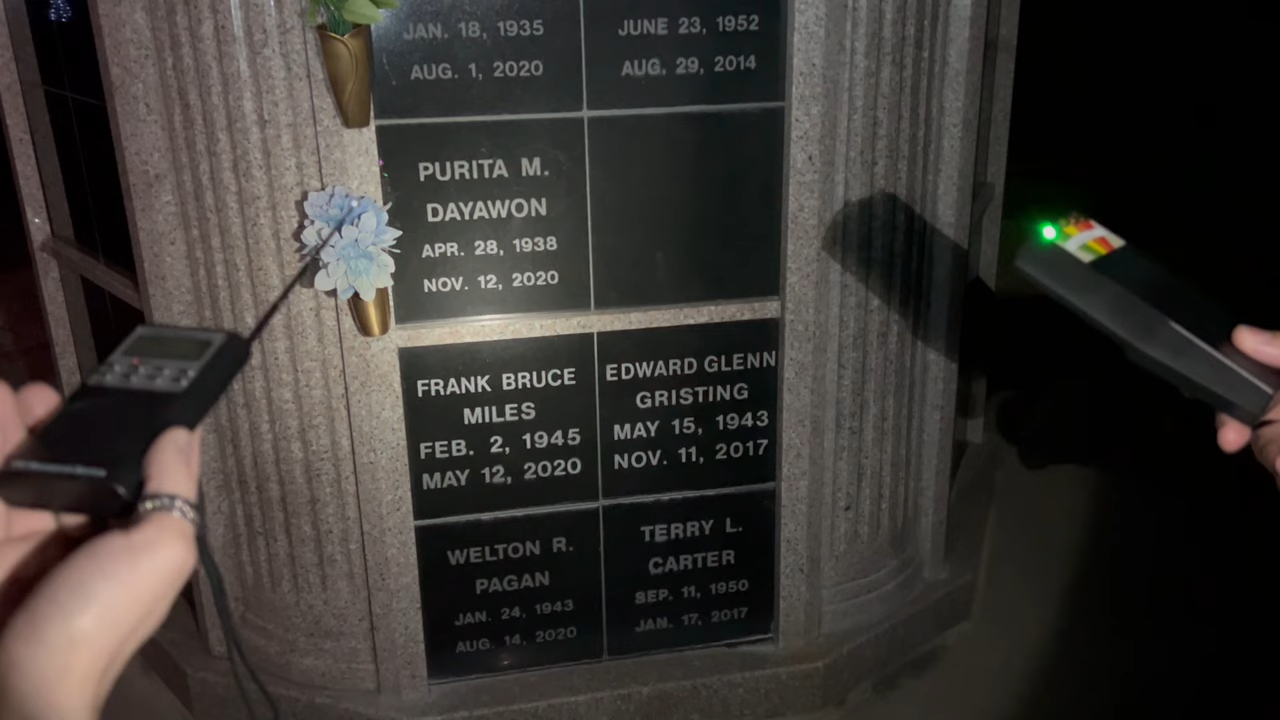 JAN. 18, 1935
AUG. 1, 2020
JUNE 23, 1952
AUG. 29, 2014
PURITA M.
DAYAWON
APR. 28, 1938
NOV. 12, 2020
FRANK BRUCE
MILES
FEB. 2, 1945
MAY 12, 2020
EDWARD GLENN
GRISTING
MAY 15, 1943
NOV. 11, 2017
WELTON R.
PAGAN
JAN. 24, 1943
AUG. 14, 2020
TERRY L.
CARTER
SEP. 11, 1950
JAN. 17, 2017